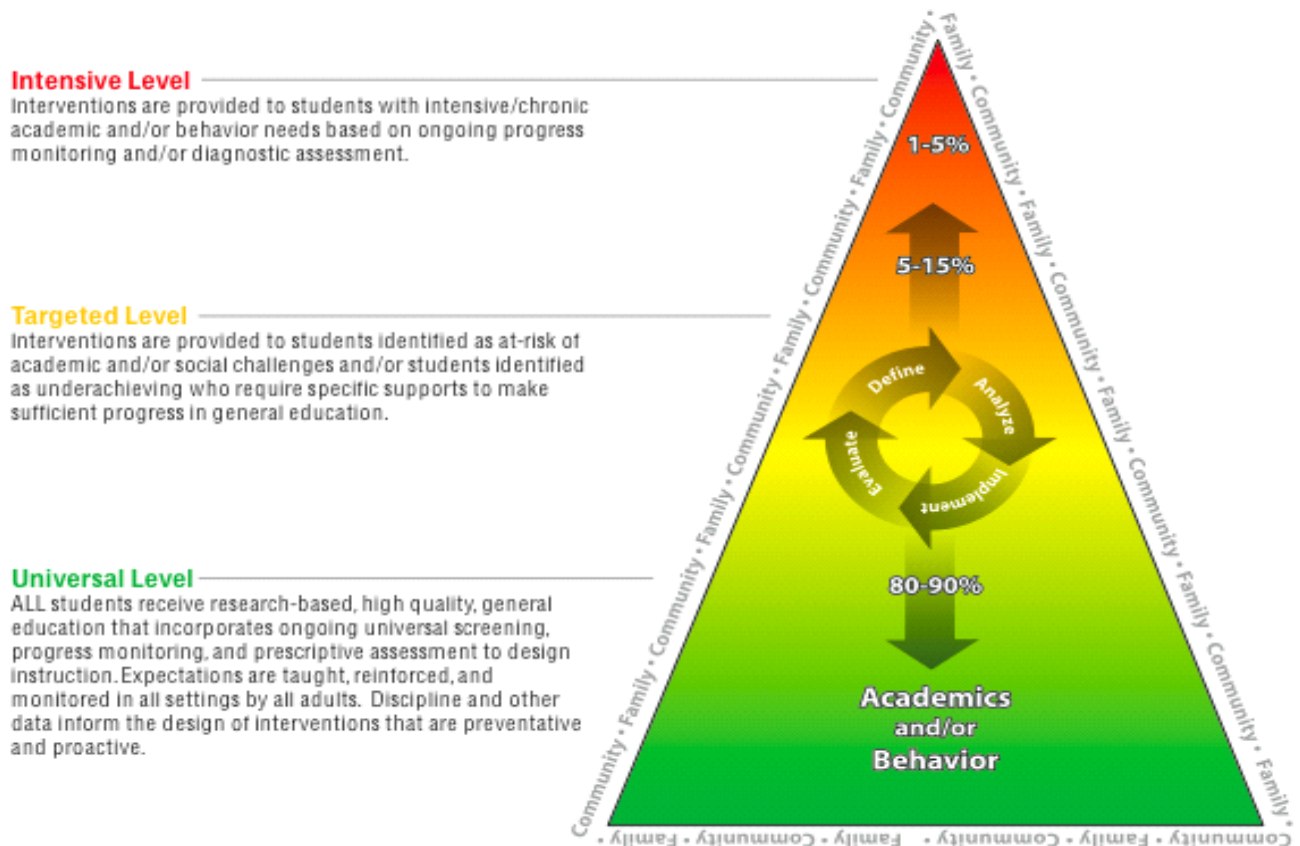 Intensive Level
Interventions are provided to students with intensive/chronic
academic and/or behavior needs based on ongoing progress
monitoring and/or diagnostic assessment.
Targeted Level
Interventions are provided to students identified as at-risk of
academic and/or social challenges and/or students identified
as underachieving who require specific supports to make
sufficient progress in general education.
Universal Level
ALL students receive research-based, high quality, general
education that incorporates ongoing universal screening,
progress monitoring, and prescriptive assessment to design
instruction. Expectations are taught, reinforced, and
monitored in all settings by all adults. Discipline and other
data inform the design of interventions that are preventative
and proactive.
1-5%
5-15%
Define
Analyze
Implement
Evaluate
80-90%
Academics
and/or
Behavior
Community • Family • Community • Family • Community • Family • Community • Family • Community •
Family • Community • Family • Community • Family • Community • Family • Community • Family •
Community • Family • Community • Family • Community • Family • Community • Family •